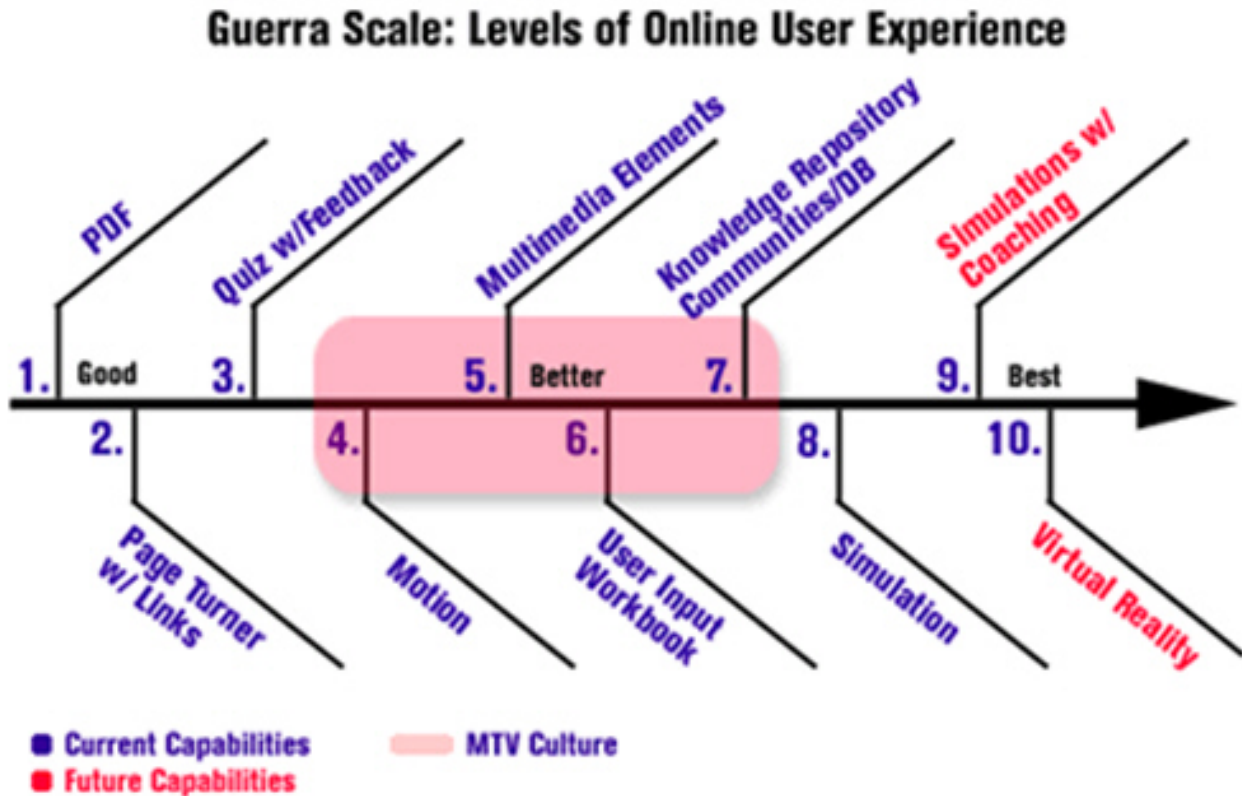 Guerra Scale: Levels of Online User Experience
PDF
Quiz w/Feedback
Multimedia Elements
Knowledge Repository
Communities/DB
Simulations w/
Coaching
1. Good 3. 5. Better 7. 9. Best
2. 4. 6. 8. 10.
Page Turner
w/ Links
Motion
User Input
Workbook
Simulation
Virtual Reality
Current Capabilities MTV Culture
Future Capabilities